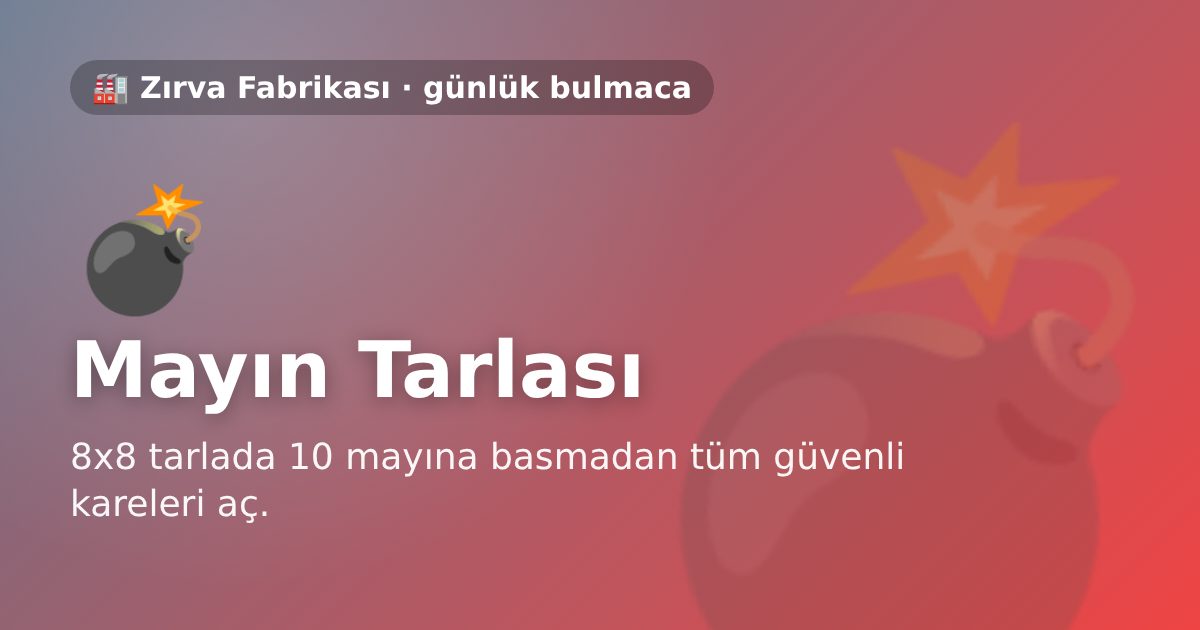 Zırva Fabrikası · günlük bulmaca
Mayın Tarlası
8x8 tarlada 10 mayına basmadan tüm güvenli
kareleri aç.